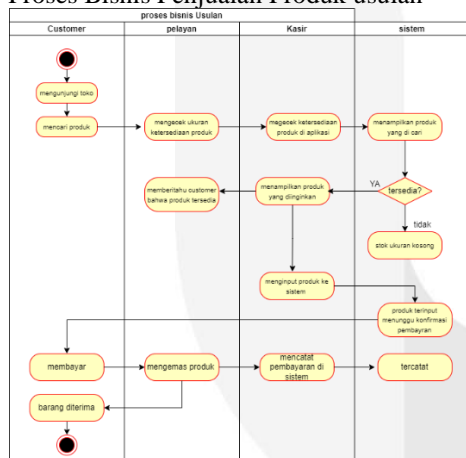 Proses Bisnis Penjualan Produk usulan
proses bisnis Usulan
Customer
pelayan
Kasir
sistem
mengunjungi toko
mencari produk
mengecek ukuran
ketersediaan produk
megecek ketersediaan
produk di aplikasi
menampilkan produk
yang di cari
memberitahu customer
bahwa produk tersedia
menampilkan produk
yang diinginkan
YA
tersedia?
tidak
stok ukuran kosong
menginput produk ke
sistem
produk terinput
menunggu konfirmasi
pembayran
membayar
mengemas produk
mencatat
pembayaran di
sistem
tercatat
barang diterima